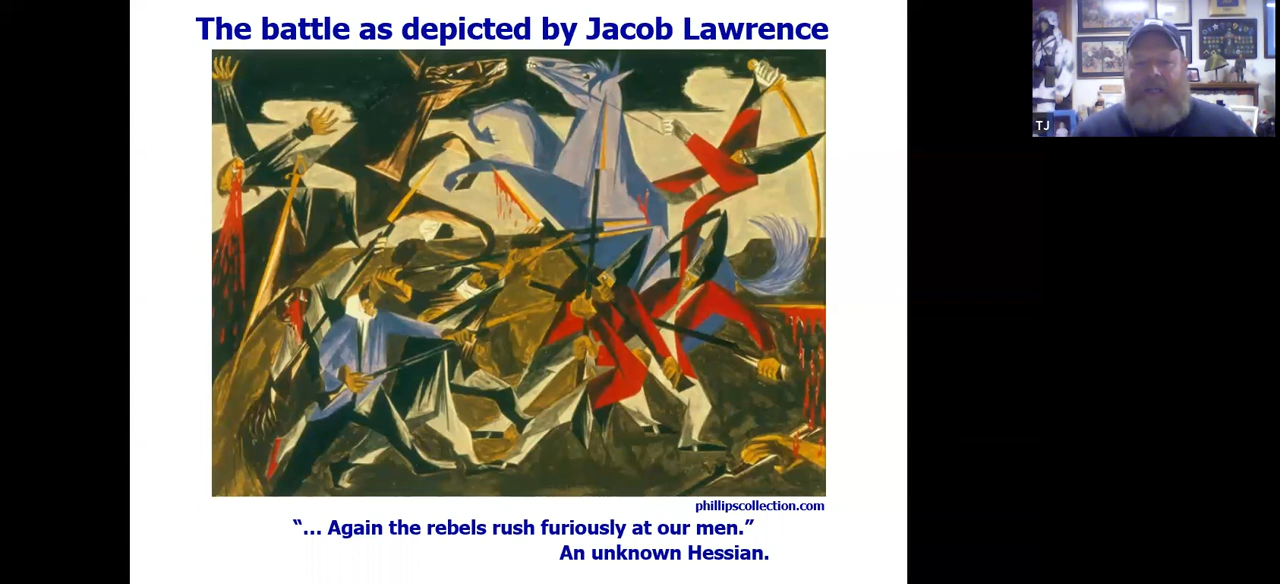 The battle as depicted by Jacob Lawrence
TJ
phillipscollection.com
“... Again the rebels rush furiously at our men.”
An unknown Hessian.